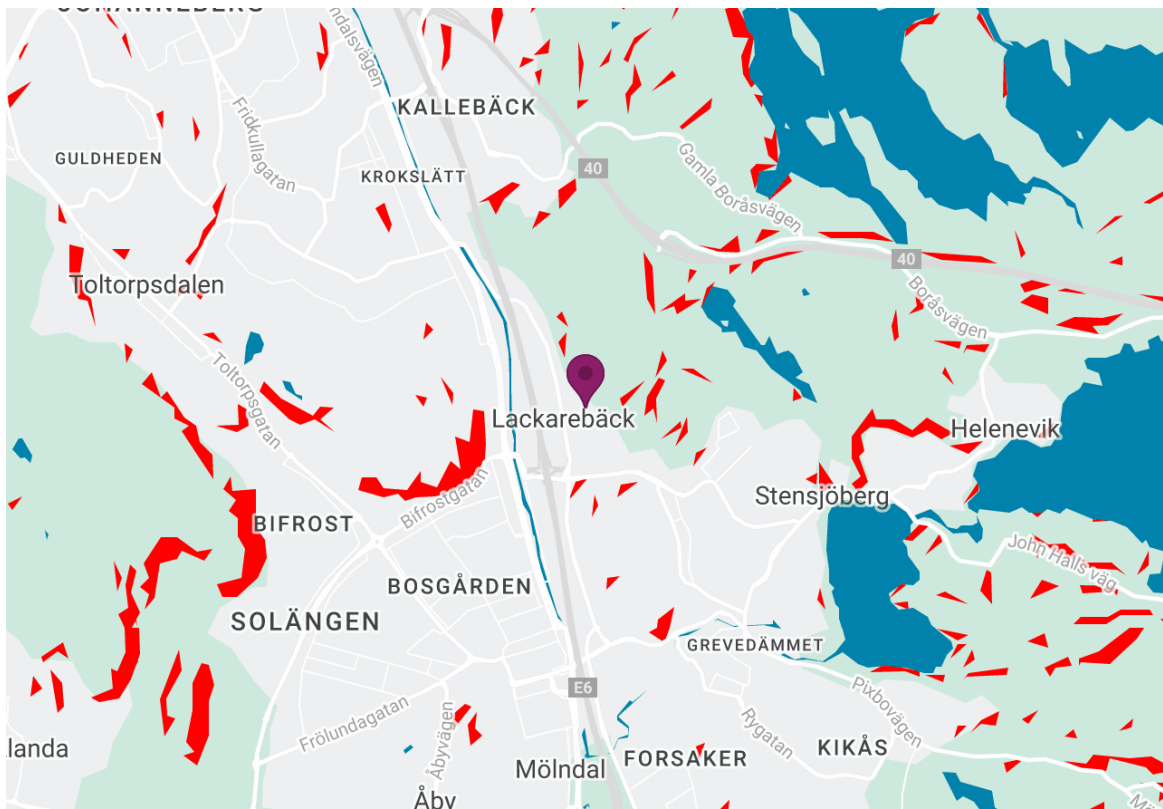 KALLEBÄCK
GULDHEDEN
Fridkullagatan
KROKSLÄTT
40
Gamla Boråsvägen
40
Toltorpsdalen
Boråsvägen
Toltorpsgatan
Lackarebäck
Helenevik
Bifrostgatan
Stensjöberg
BIFROST
John Halls väg
BOSGÅRDEN
SOLÄNGEN
GREVEDÄMMET
E6
Pixbovägen
Frölundagatan
Åbyvägen
Rygatan
landa
FORSAKER
KIKÅS
Mölndal
Åby